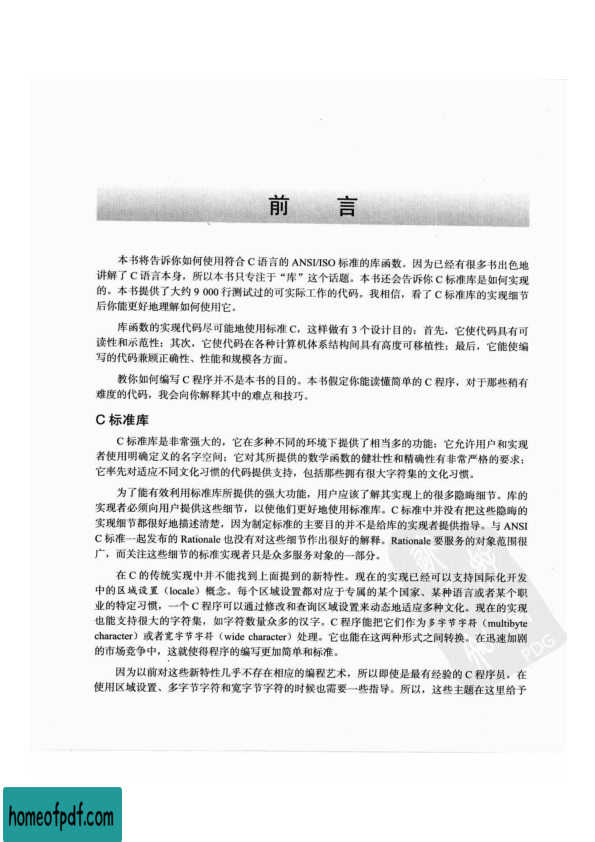 前 言
本书将告诉你如何使用符合 C 语言的 ANSI/ISO 标准的库函数。因为已经有很多书出色地
讲解了 C 语言本身，所以本书只专注于“库”这个话题。本书还会告诉你 C 标准库是如何实现
的。本书提供了大约 9 000 行测试过的可实际工作的代码。我相信，看了 C 标准库的实现细节
后你能更好地理解如何使用它。
库函数的实现代码尽可能地使用标准 C，这样做有 3 个设计目的：首先，它使代码具有可
读性和示范性；其次，它使代码在各种计算机体系结构间具有高度可移植性；最后，它能使编
写的代码兼顾正确性、性能和规模各方面。
教你如何编写 C 程序并不是本书的目的。本书假定你能读懂简单的 C 程序，对于那些稍有
难度的代码，我会向你解释其中的难点和技巧。
C 标准库
C 标准库是非常强大的，它在多种不同的环境下提供了相当多的功能：它允许用户和实现
者使用明确定义的名字空间；它对其所提供的数学函数的健壮性和精确性有非常严格的要求；
它率先对适应不同文化习惯的代码提供支持，包括那些拥有很大字符集的文化习惯。
为了能有效利用标准库所提供的强大功能，用户应该了解其实现上的很多隐晦细节。库的
实现者必须向用户提供这些细节，以使他们更好地使用标准库。C 标准中并没有把这些隐晦的
实现细节都很好地描述清楚，因为制定标准的主要目的并不是给库的实现者提供指导。与 ANSI
C 标准一起发布的 Rationale 也没有对这些细节作出很好的解释。Rationale 要服务的对象范围很
广，而关注这些细节的标准实现者只是众多服务对象的一部分。
在 C 的传统实现中并不能找到上面提到的新特性。现在的实现已经可以支持国际化开发
中的区域设置（locale）概念。每个区域设置都对应于专属的某个国家、某种语言或者某个职
业的特定习惯，一个 C 程序可以通过修改和查询区域设置来动态地适应多种文化。现在的实现
也能支持很大的字符集，如字符数量众多的汉字。C 程序能把它们作为多字节字符（multibyte
character）或者宽字节字符（wide character）处理。它也能在这两种形式之间转换。在迅速加剧
的市场竞争中，这就使得程序的编写更加简单和标准。
因为以前对这些新特性几乎不存在相应的编程艺术，所以即使是最有经验的 C 程序员，在
使用区域设置、多字节字符和宽字节字符的时候也需要一些指导。所以，这些主题在这里给予
PDG
homeofpdf.com